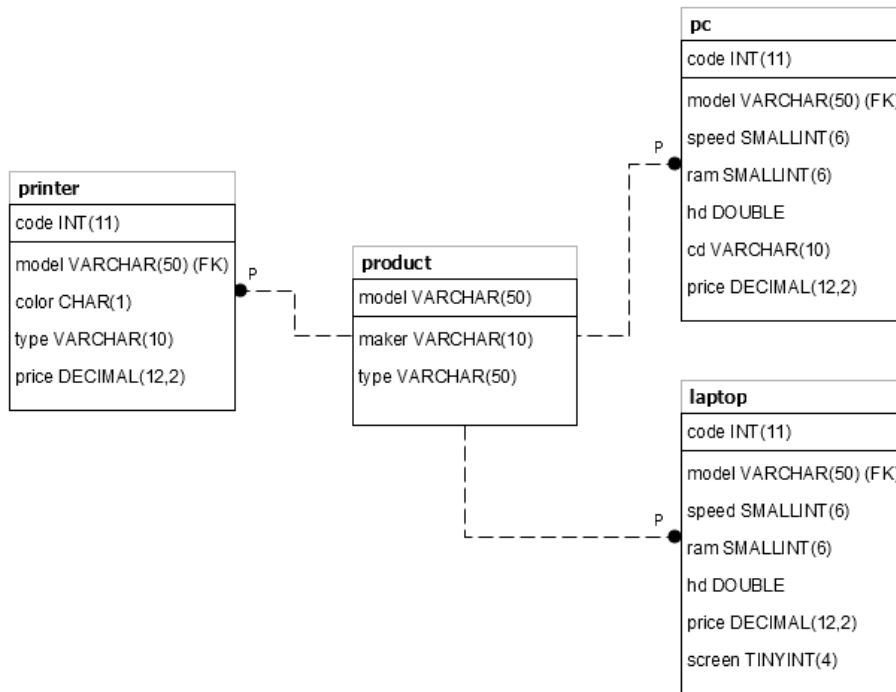 printer
code INT(11)
model VARCHAR(50) (FK)
color CHAR(1)
type VARCHAR(10)
price DECIMAL(12,2)
P
product
model VARCHAR(50)
maker VARCHAR(10)
type VARCHAR(50)
P
pc
code INT(11)
model VARCHAR(50) (FK)
speed SMALLINT(6)
ram SMALLINT(6)
hd DOUBLE
cd VARCHAR(10)
price DECIMAL(12,2)
P
laptop
code INT(11)
model VARCHAR(50) (FK)
speed SMALLINT(6)
ram SMALLINT(6)
hd DOUBLE
price DECIMAL(12,2)
screen TINYINT(4)